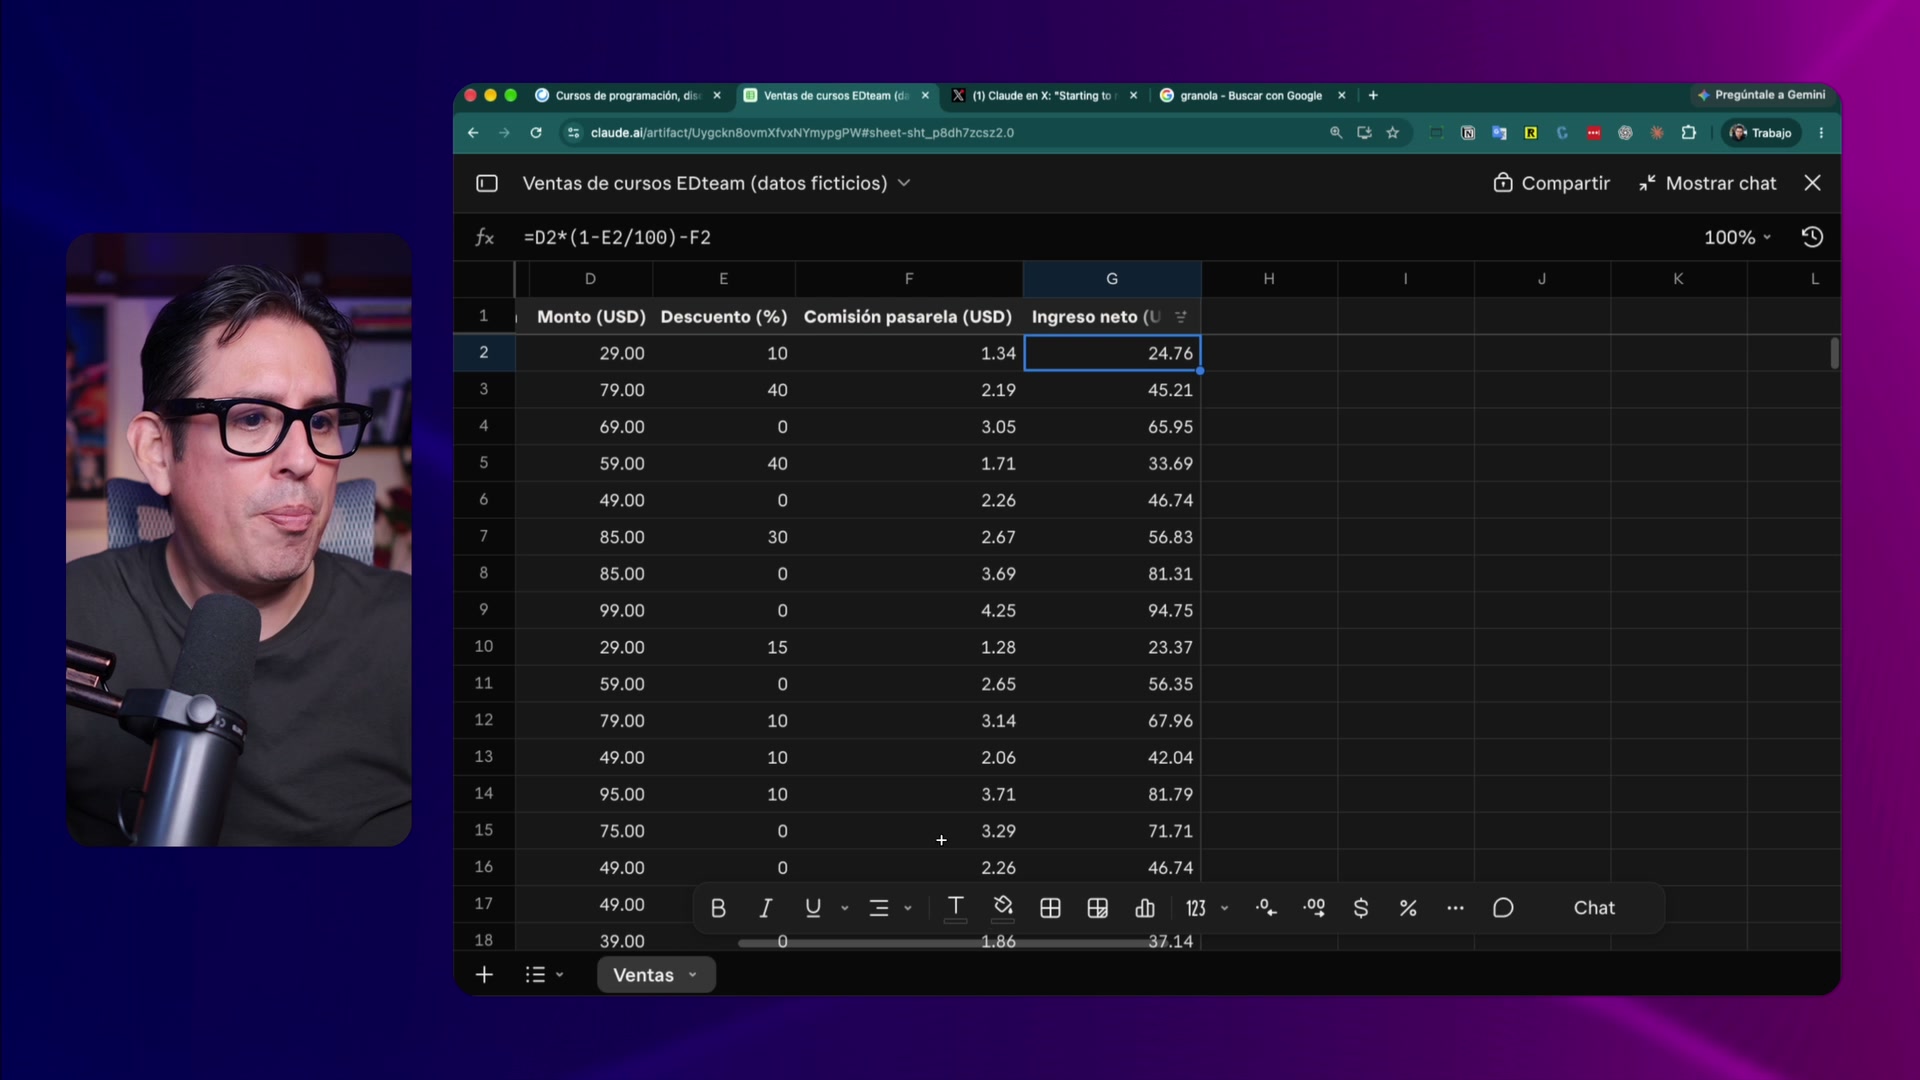 Cursos de programación, dis
Ventas de cursos EDteam (da
(1) Claude en X: "Starting to
granola - Buscar con Google
Pregúntale a Gemini
claude.ai/artifact/Uygckn8ovmXfvxNYmypgPW#sheet-sht_p8dh7zcsz2.0
Trabajo
Ventas de cursos EDteam (datos ficticios)
Compartir
Mostrar chat
fx =D2*(1-E2/100)-F2
100%
D E F G H I J K L
1 Monto (USD) Descuento (%) Comisión pasarela (USD) Ingreso neto (U
2 29.00 10 1.34 24.76
3 79.00 40 2.19 45.21
4 69.00 0 3.05 65.95
5 59.00 40 1.71 33.69
6 49.00 0 2.26 46.74
7 85.00 30 2.67 56.83
8 85.00 0 3.69 81.31
9 99.00 0 4.25 94.75
10 29.00 15 1.28 23.37
11 59.00 0 2.65 56.35
12 79.00 10 3.14 67.96
13 49.00 10 2.06 42.04
14 95.00 10 3.71 81.79
15 75.00 0 3.29 71.71
16 49.00 0 2.26 46.74
17 49.00
B I U T 123 .0 .00 $ % Chat
18 39.00 0 1.86 37.14
Ventas